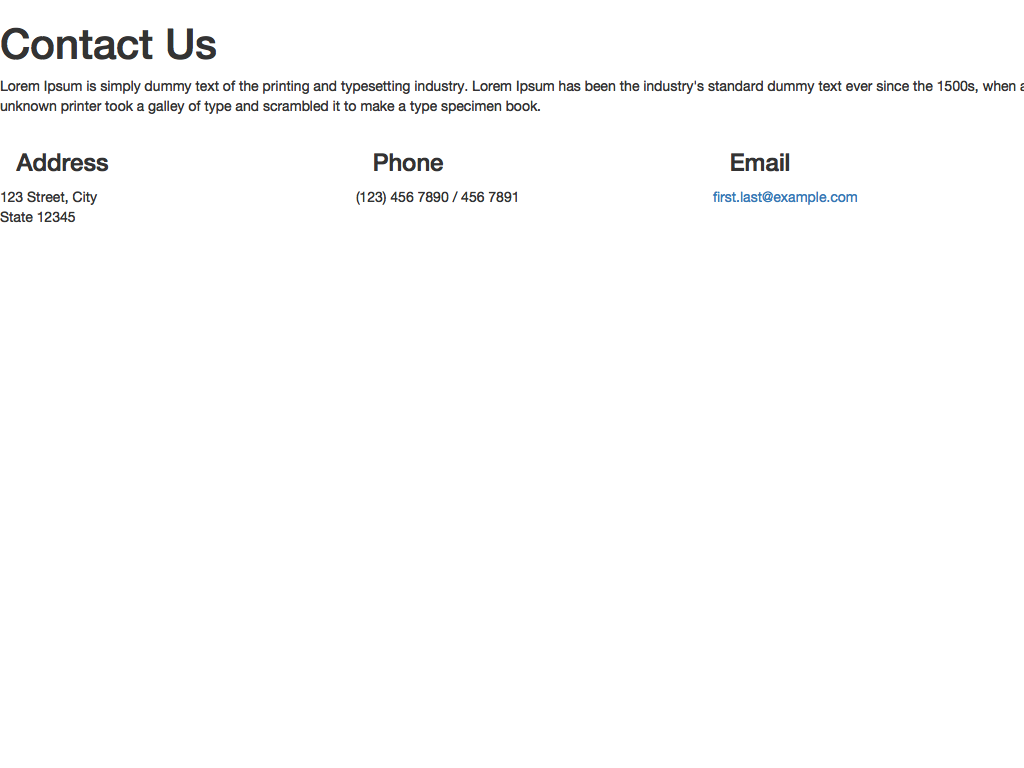 Contact Us
Lorem Ipsum is simply dummy text of the printing and typesetting industry. Lorem Ipsum has been the industry's standard dummy text ever since the 1500s, when
unknown printer took a galley of type and scrambled it to make a type specimen book.
Address
Phone
Email
123 Street, City
State 12345
(123) 456 7890 / 456 7891
first.last@example.com